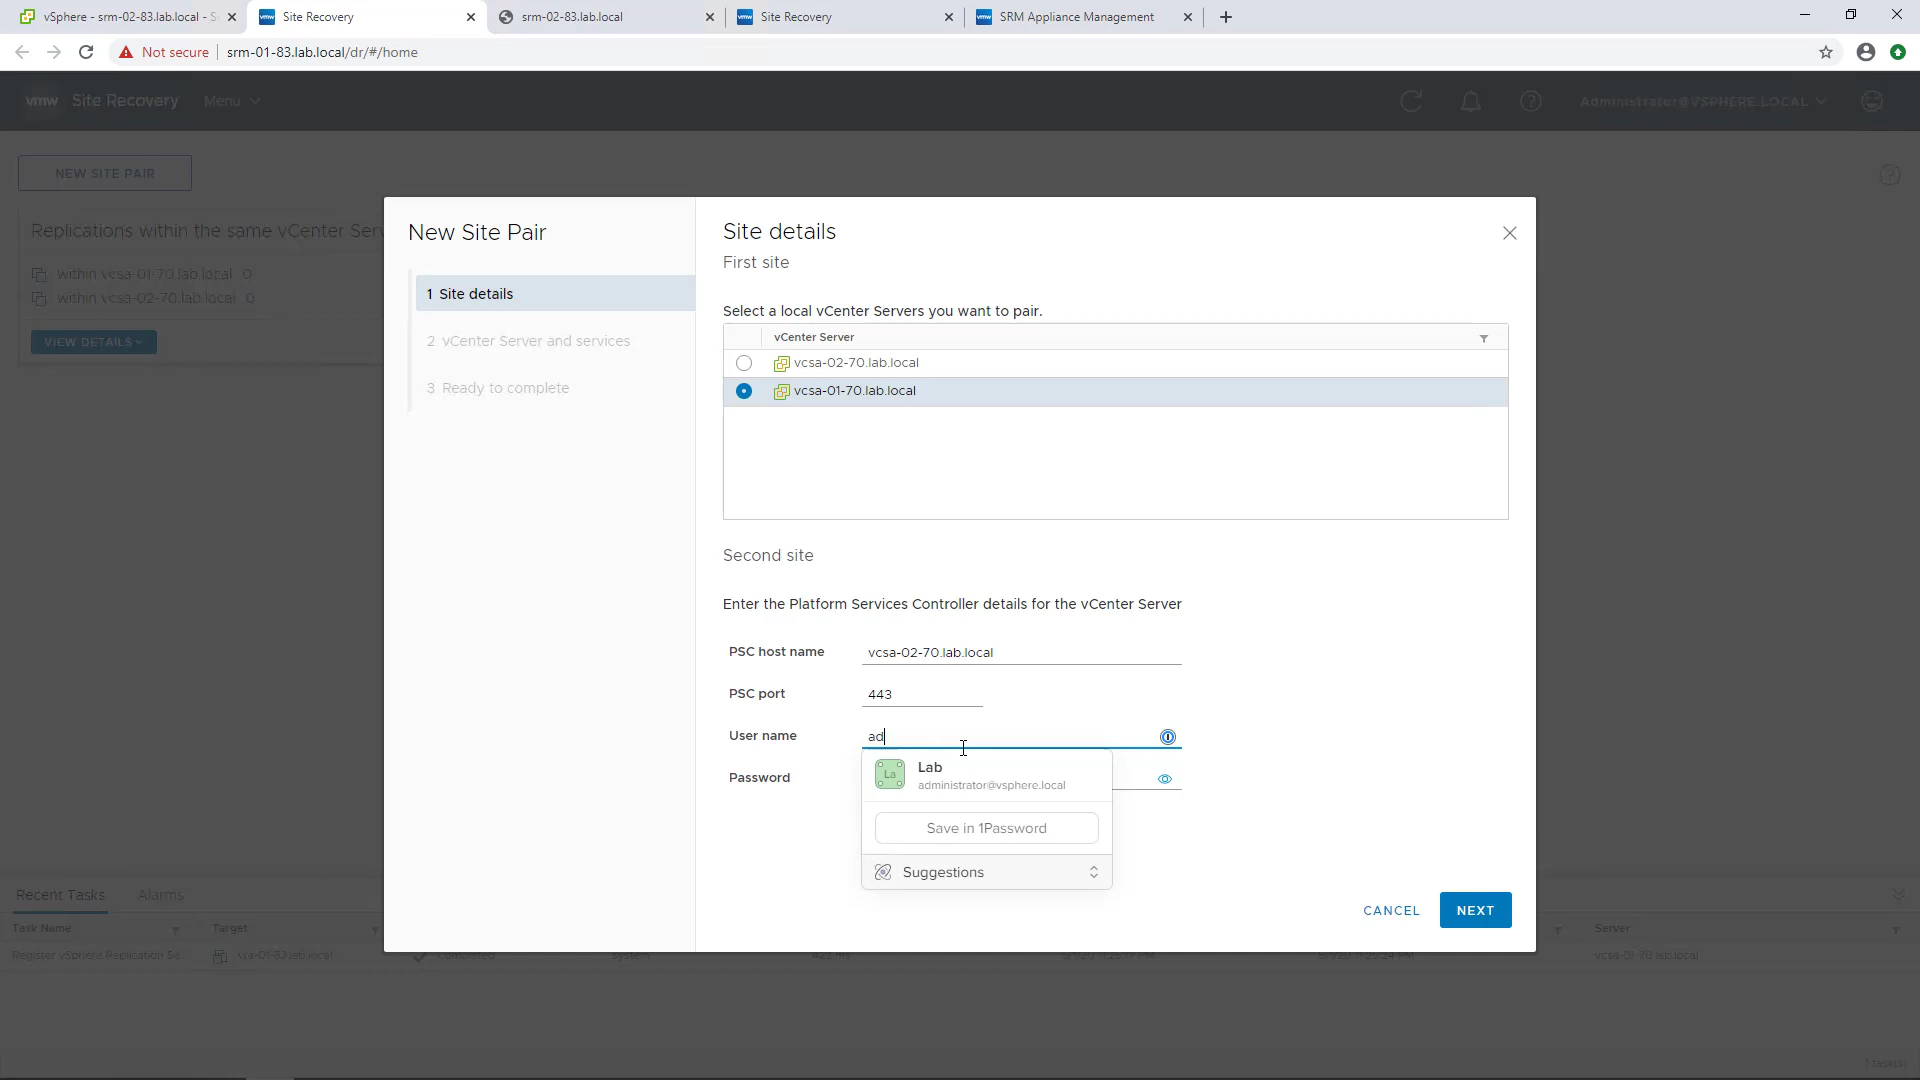 vSphere - srm-02-83.lab.local - S
Site Recovery
srm-02-83.lab.local
Site Recovery
SRM Appliance Management
Not secure
srm-01-83.lab.local/dr/#/home
vmw Site Recovery Menu
Administrator@VSPHERE.LOCAL
NEW SITE PAIR
Replications within the same vCenter Serv
within vcsa-01-70.lab.local 0
within vcsa-02-70.lab.local 0
VIEW DETAILS
New Site Pair
1 Site details
2 vCenter Server and services
3 Ready to complete
Site details
First site
Select a local vCenter Servers you want to pair.
vCenter Server
vcsa-02-70.lab.local
vcsa-01-70.lab.local
Second site
Enter the Platform Services Controller details for the vCenter Server
PSC host name vcsa-02-70.lab.local
PSC port 443
User name ad
Password
La
Lab
administrator@vsphere.local
Save in 1Password
Suggestions
CANCEL
NEXT
Recent Tasks Alarms
Task Name Target Server
Register vSphere Replication Se... vra-01-83.lab.local Completed System 422 ms vcsa-01-70.lab.local
1 task(s)